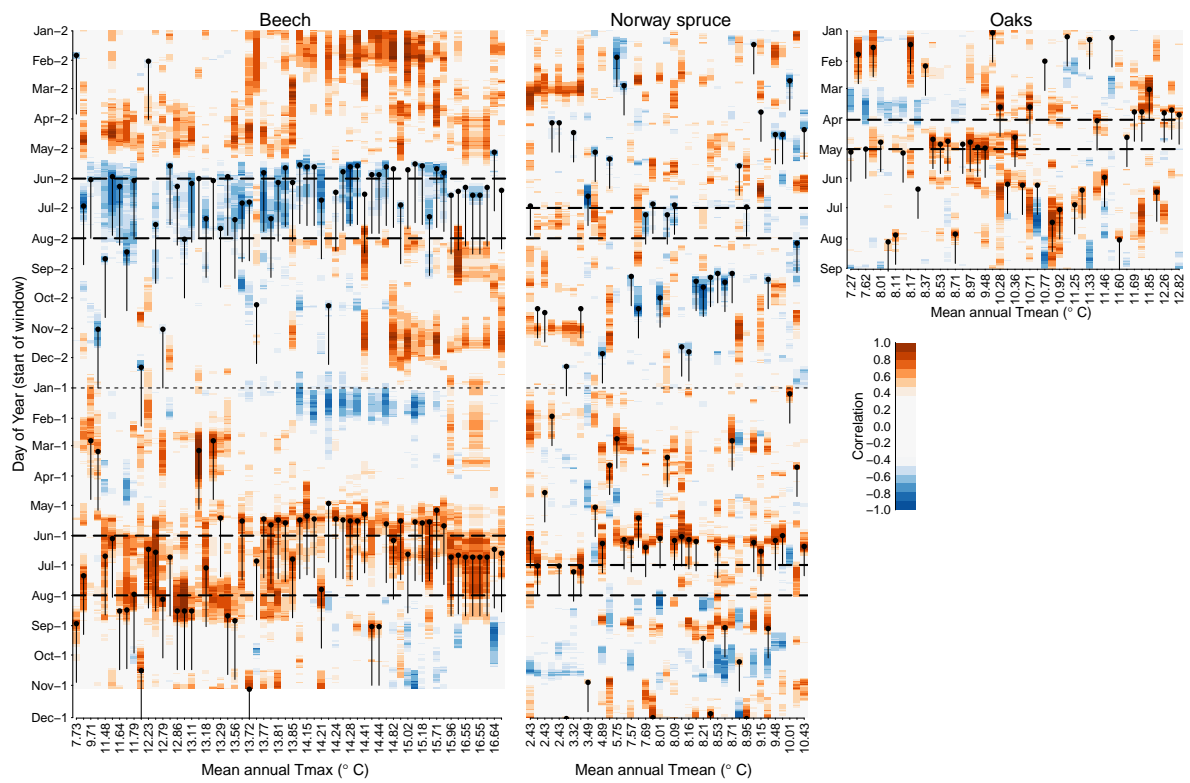 Beech
Norway spruce
Oaks
Day of Year (start of window)
Jan−2
Feb−2
Mar−2
Apr−2
May−2
Jun−2
Jul−2
Aug−2
Sep−2
Oct−2
Nov−2
Dec−2
Jan−1
Feb−1
Mar−1
Apr−1
May−1
Jun−1
Jul−1
Aug−1
Sep−1
Oct−1
Nov−1
Dec−1
7.73
9.71
11.48
11.64
11.79
12.23
12.79
12.86
13.11
13.18
13.29
13.56
13.72
13.77
13.81
13.85
14.15
14.21
14.24
14.28
14.41
14.44
14.82
15.02
15.18
15.71
15.96
16.55
16.55
16.64
Mean annual Tmax (° C)
2.43
2.43
2.43
3.32
3.49
4.89
5.75
7.57
7.69
8.01
8.09
8.16
8.21
8.53
8.71
8.95
9.15
9.48
10.01
10.43
Mean annual Tmean (° C)
Jan
Feb
Mar
Apr
May
Jun
Jul
Aug
Sep
7.27
7.62
8.01
8.11
8.17
8.37
8.53
8.71
8.97
9.48
10.28
10.36
10.71
10.77
10.92
11.25
11.33
11.46
11.60
11.69
11.85
12.26
12.82
Mean annual Tmean (° C)
Correlation
1.0
0.8
0.6
0.4
0.2
0.0
−0.2
−0.4
−0.6
−0.8
−1.0